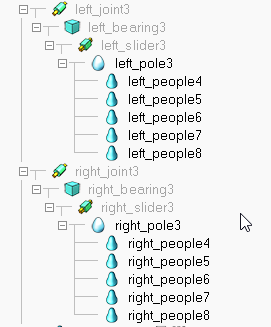 left_joint3
left_bearing3
left_slider3
left_pole3
left_people4
left_people5
left_people6
left_people7
left_people8
right_joint3
right_bearing3
right_slider3
right_pole3
right_people4
right_people5
right_people6
right_people7
right_people8